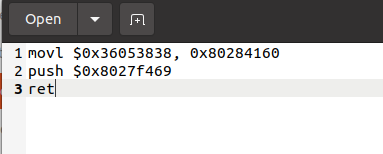 Open
1 movl $0x36053838, 0x80284160
2 push $0x8027f469
3 ret